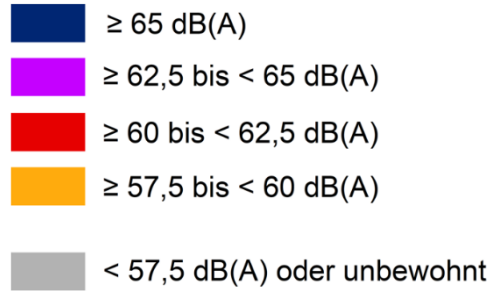 ≥ 65 dB(A)
≥ 62,5 bis < 65 dB(A)
≥ 60 bis < 62,5 dB(A)
≥ 57,5 bis < 60 dB(A)
< 57,5 dB(A) oder unbewohnt